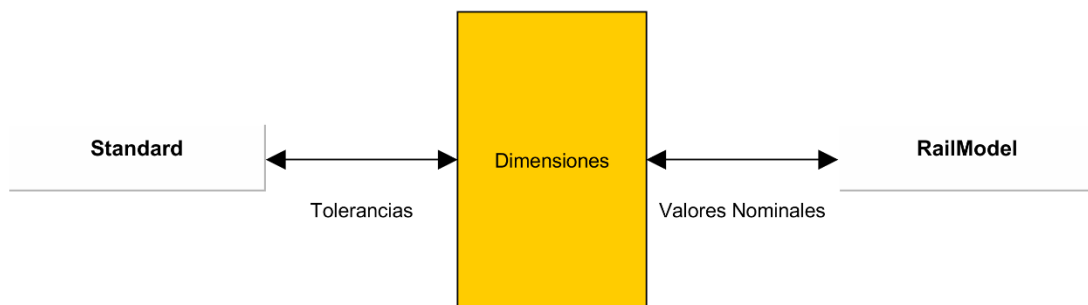 Standard
Dimensiones
RailModel
Tolerancias
Valores Nominales